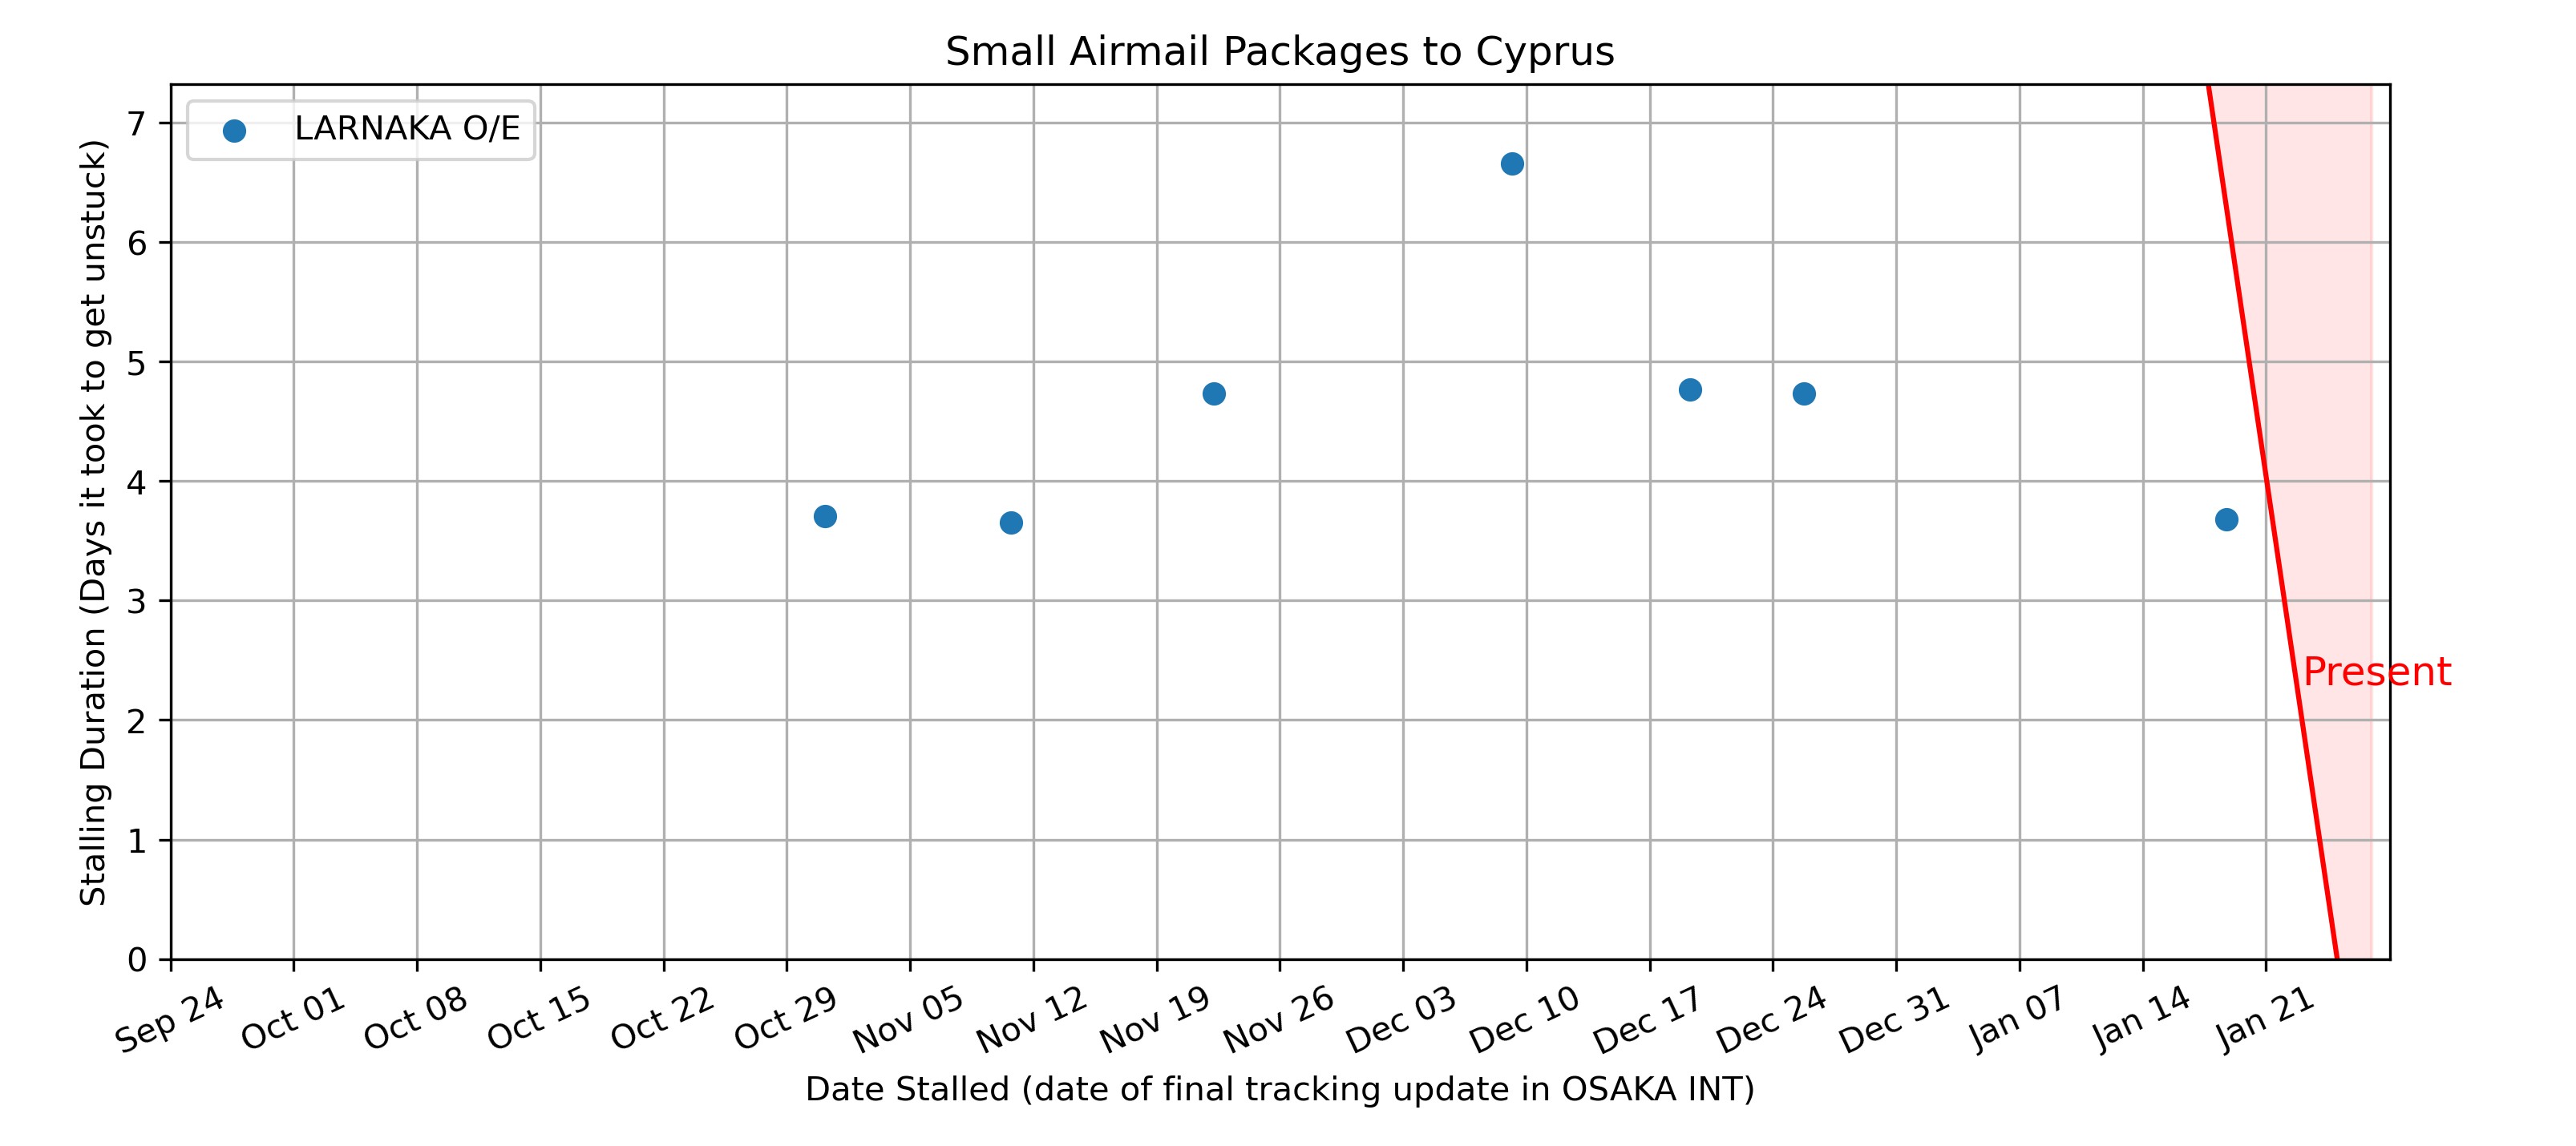 Small Airmail Packages to Cyprus
LARNAKA O/E
Stalling Duration (Days it took to get unstuck)
7
6
5
4
3
2
1
0
Present
Sep 24
Oct 01
Oct 08
Oct 15
Oct 22
Oct 29
Nov 05
Nov 12
Nov 19
Nov 26
Dec 03
Dec 10
Dec 17
Dec 24
Dec 31
Jan 07
Jan 14
Jan 21
Date Stalled (date of final tracking update in OSAKA INT)